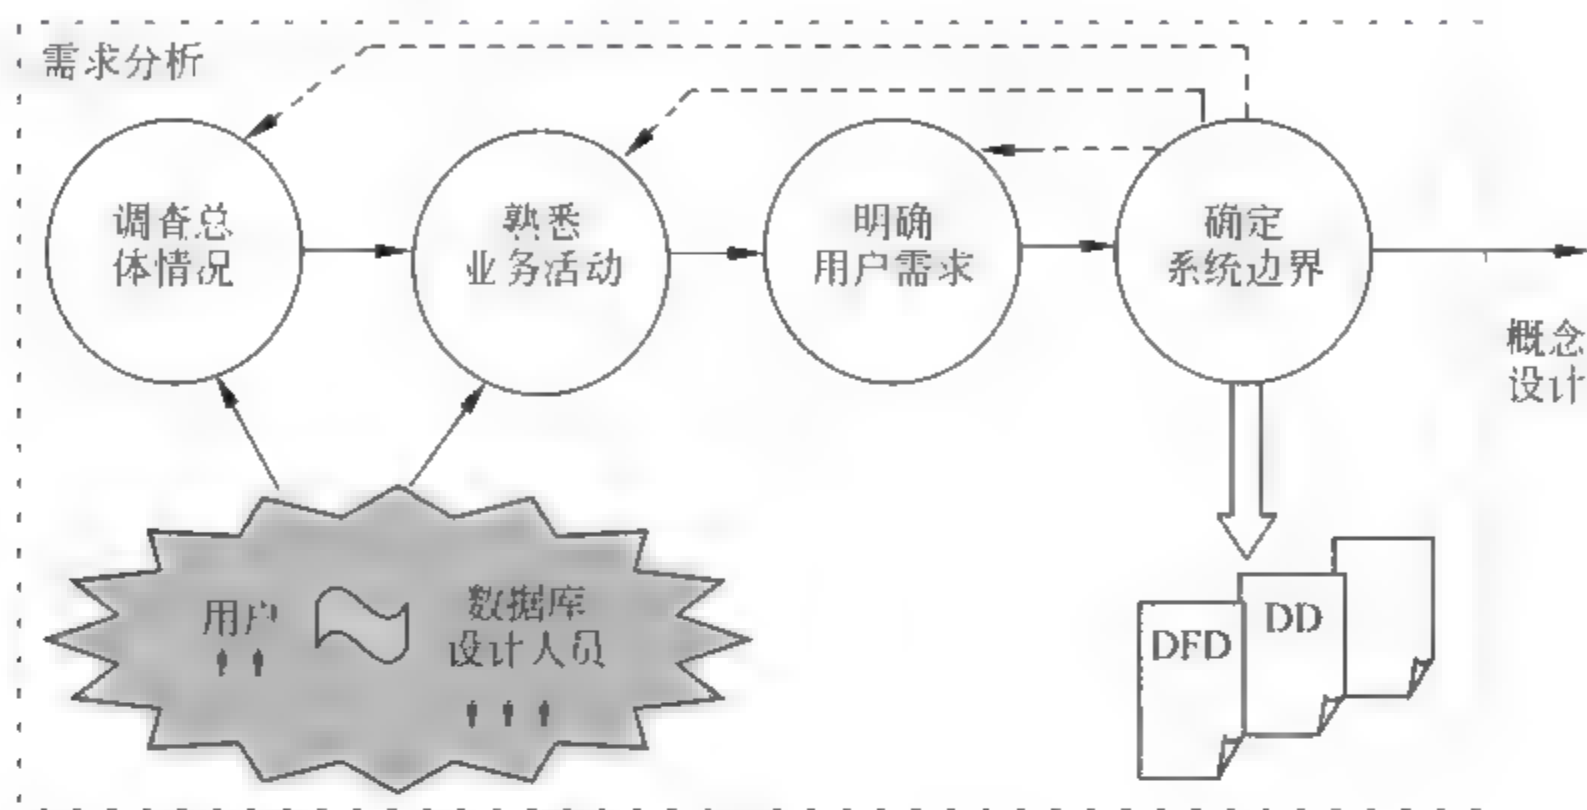 需求分析
调查总
体情况
熟悉
业务活动
明确
用户需求
确定
系统边界
概念
设计
用户
数据库
设计人员
DFD
DD